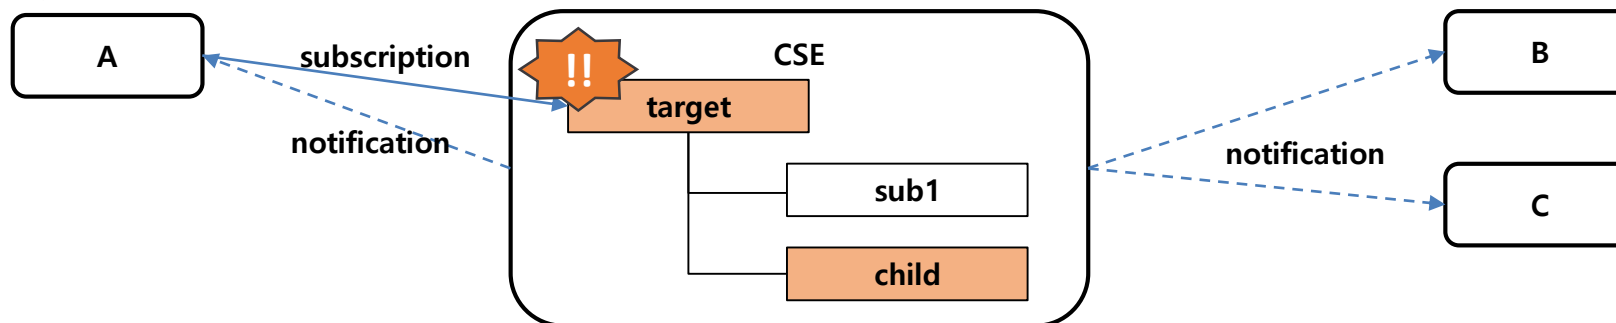 A
subscription
notification
CSE
!!
target
sub1
child
notification
B
C